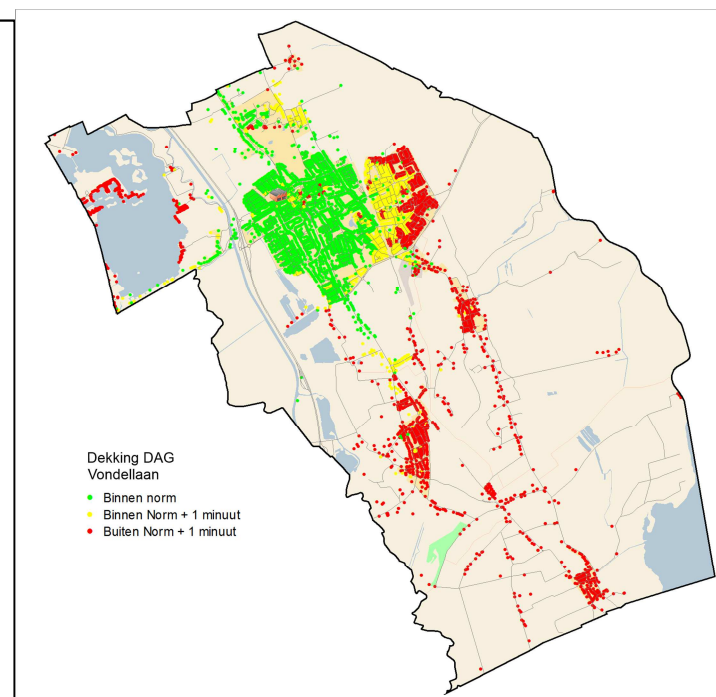 Dekking DAG
Vondellaan
Binnen norm
Binnen Norm + 1 minuut
Buiten Norm + 1 minuut